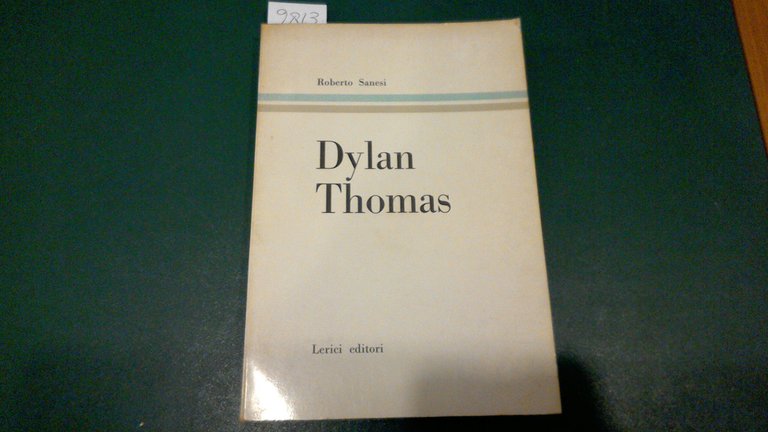 9813
Roberto Sanesi
Dylan
Thomas
Lerici editori